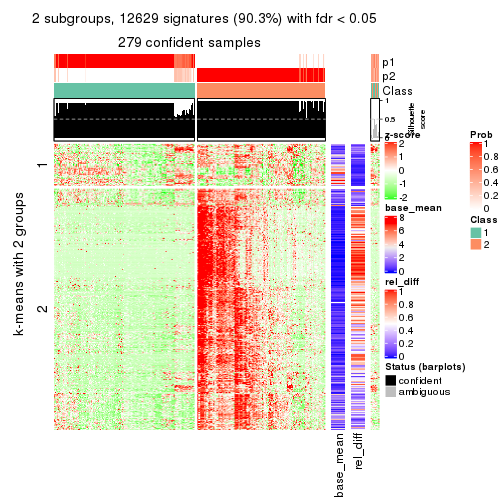 2 subgroups, 12629 signatures (90.3%) with fdr < 0.05
279 confident samples
p1
p2
Class
1
0.5
0
Silhouette
score
k-means with 2 groups
1
2
z-score
2
1
0
-1
-2
base_mean
8
6
4
2
0
rel_diff
1
0.8
0.6
0.4
0.2
0
Status (barplots)
confident
ambiguous
Prob
1
0.8
0.6
0.4
0.2
0
Class
1
2
base_mean
rel_diff